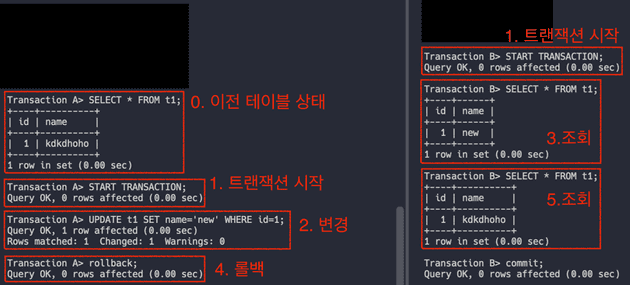 Transaction A> SELECT * FROM t1;
+----+----------+
| id | name     |
+----+----------+
|  1 | kdkdhoho |
+----+----------+
1 row in set (0.00 sec)
0. 이전 테이블 상태
Transaction A> START TRANSACTION;
Query OK, 0 rows affected (0.00 sec)
1. 트랜잭션 시작
Transaction A> UPDATE t1 SET name='new' WHERE id=1;
Query OK, 1 row affected (0.00 sec)
Rows matched: 1  Changed: 1  Warnings: 0
2. 변경
Transaction A> rollback;
Query OK, 0 rows affected (0.00 sec)
4. 롤백
1. 트랜잭션 시작
Transaction B> START TRANSACTION;
Query OK, 0 rows affected (0.00 sec)
Transaction B> SELECT * FROM t1;
+----+------+
| id | name |
+----+------+
|  1 | new  |
+----+------+
1 row in set (0.00 sec)
3.조회
Transaction B> SELECT * FROM t1;
+----+----------+
| id | name     |
+----+----------+
|  1 | kdkdhoho |
+----+----------+
1 row in set (0.00 sec)
5.조회
Transaction B> commit;
Query OK, 0 rows affected (0.00 sec)